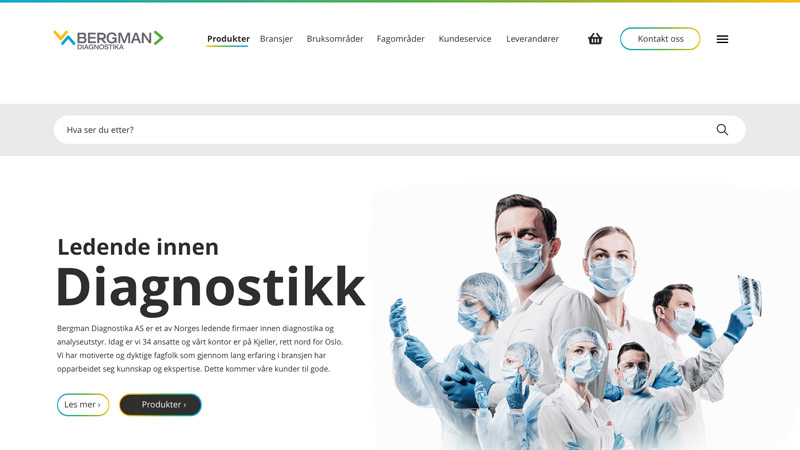 BERGMAN
DIAGNOSTIKA
Produkter Bransjer Bruksområder Fagområder Kundeservice Leverandører Kontakt oss
Hva ser du etter?
Ledende innen
Diagnostikk
Bergman Diagnostika AS er et av Norges ledende firmaer innen diagnostika og
analyseutstyr. Idag er vi 34 ansatte og vårt kontor er på Kjeller, rett nord for Oslo.
Vi har motiverte og dyktige fagfolk som gjennom lang erfaring i bransjen har
opparbeidet seg kunnskap og ekspertise. Dette kommer våre kunder til gode.
Les mer › Produkter ›